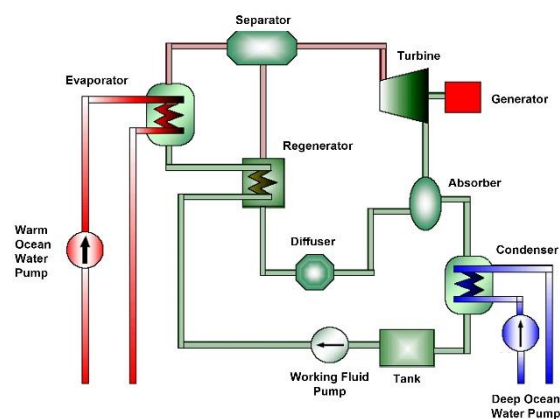 Separator
Turbine
Evaporator
Generator
Regenerator
Absorber
Warm
Ocean
Water
Pump
Diffuser
Condenser
Working Fluid
Pump
Tank
Deep Ocean
Water Pump